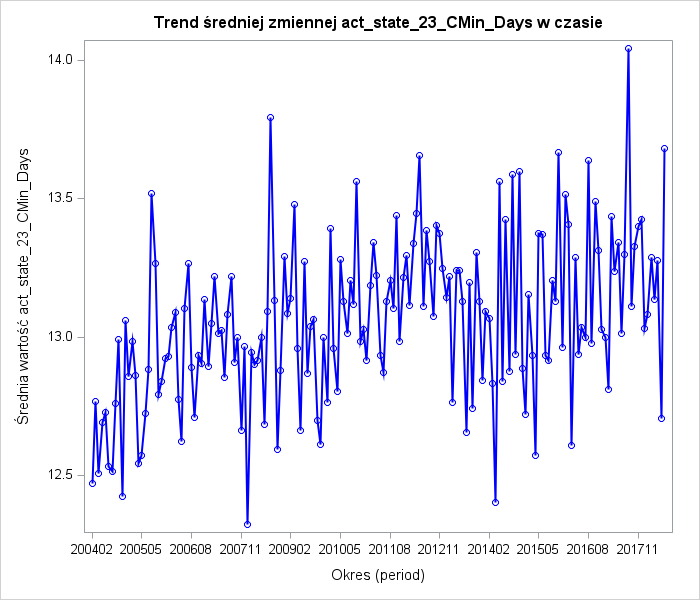 Trend średniej zmiennej act_state_23_CMin_Days w czasie
Średnia wartość act_state_23_CMin_Days
14.0
13.5
13.0
12.5
200402 200505 200608 200711 200902 201005 201108 201211 201402 201505 201608 201711
Okres (period)